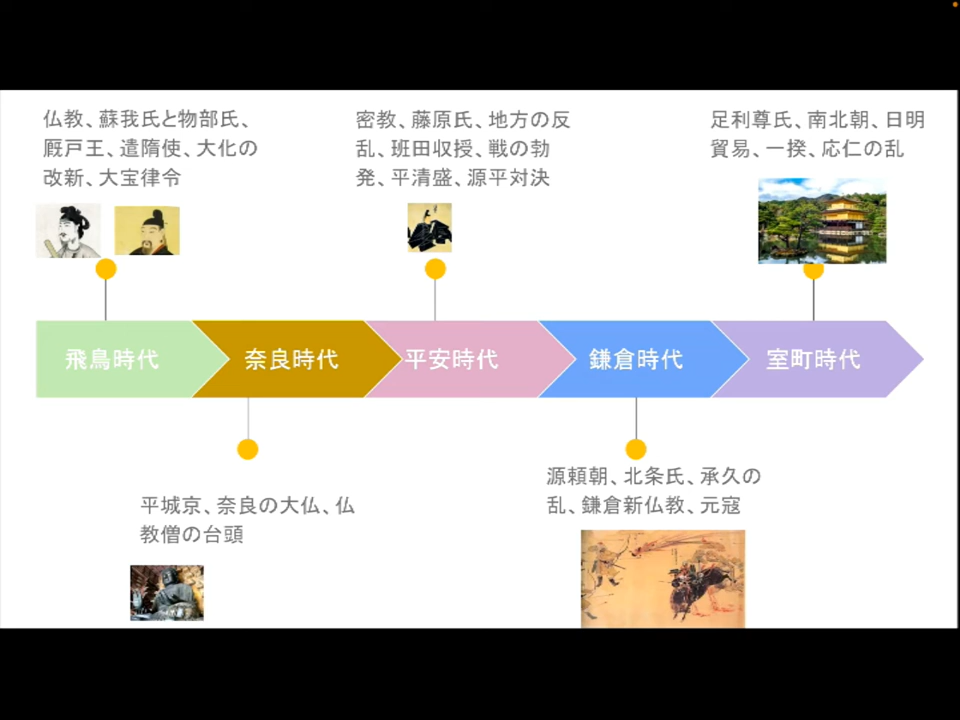 仏教、蘇我氏と物部氏、
厩戸王、遣隋使、大化の
改新、大宝律令
密教、藤原氏、地方の反
乱、班田収授、戦の勃
発、平清盛、源平対決
足利尊氏、南北朝、日明
貿易、一揆、応仁の乱
飛鳥時代
奈良時代
平安時代
鎌倉時代
室町時代
平城京、奈良の大仏、仏
教僧の台頭
源頼朝、北条氏、承久の
乱、鎌倉新仏教、元寇